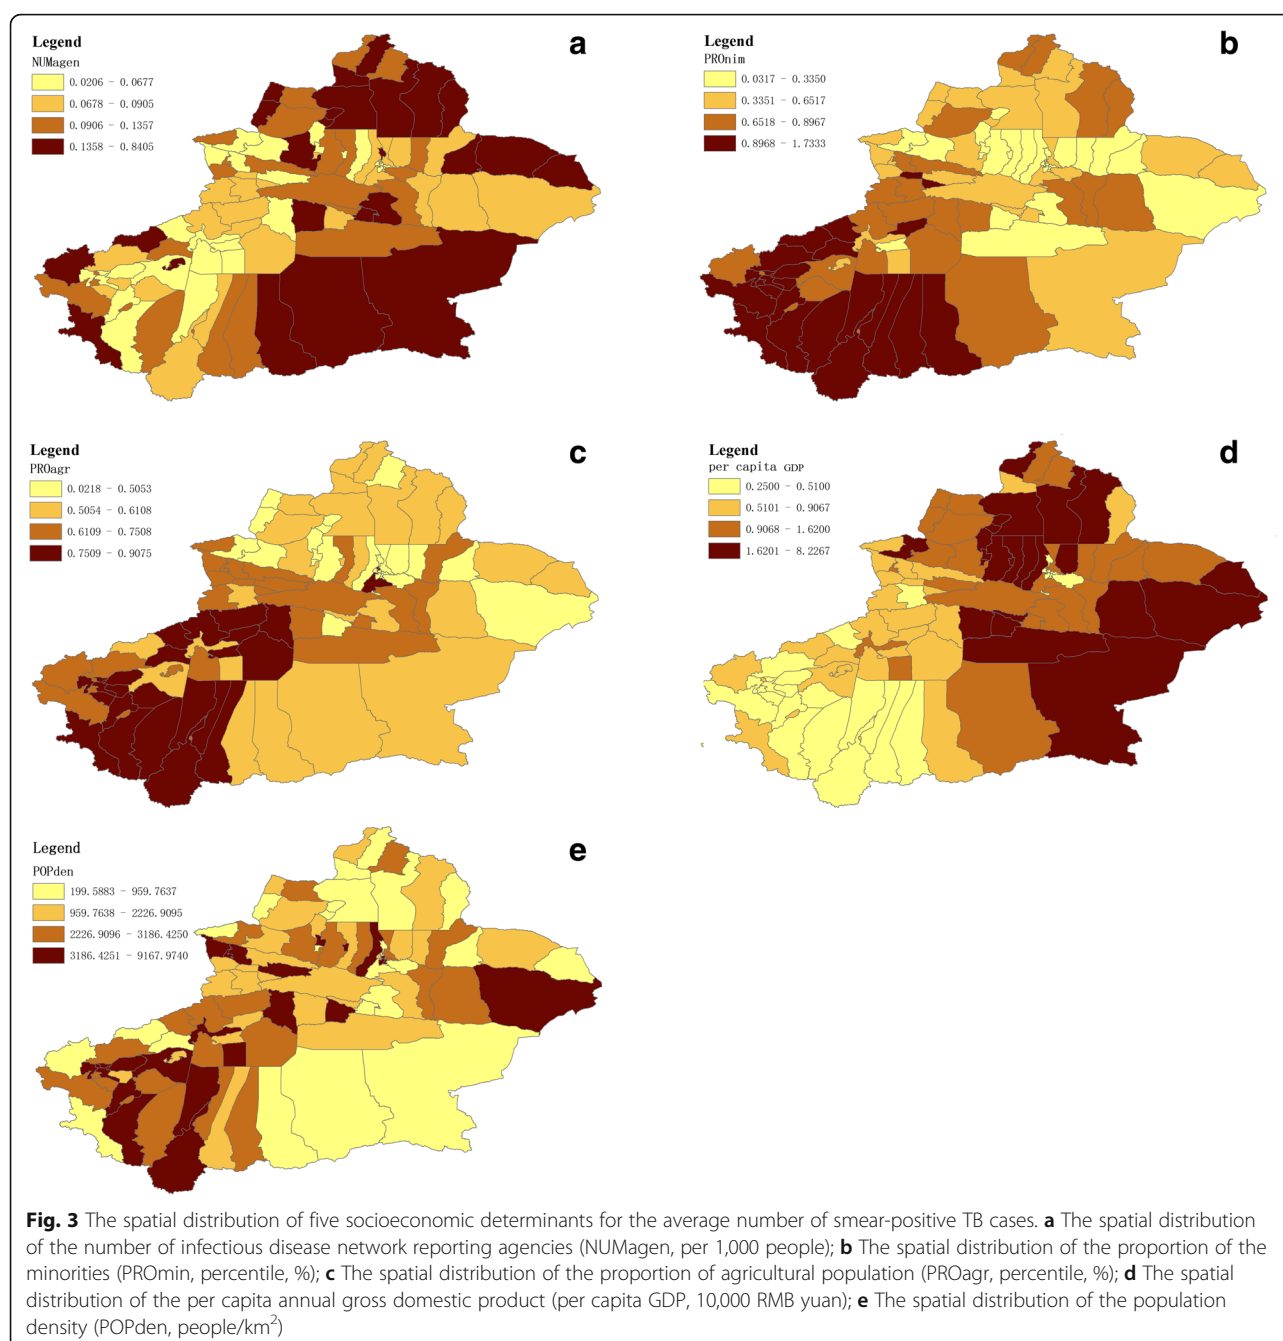 Legend
NUMagen
0.0206 - 0.0677
0.0678 - 0.0905
0.0906 - 0.1357
0.1358 - 0.8405
a
Legend
PROnim
0.0317 - 0.3350
0.3351 - 0.6517
0.6518 - 0.8967
0.8968 - 1.7333
b
Legend
PROagr
0.0218 - 0.5053
0.5054 - 0.6108
0.6109 - 0.7508
0.7509 - 0.9075
c
Legend
per capita GDP
0.2500 - 0.5100
0.5101 - 0.9067
0.9068 - 1.6200
1.6201 - 8.2267
d
Legend
POPden
199.5883 - 959.7637
959.7638 - 2226.9095
2226.9096 - 3186.4250
3186.4251 - 9167.9740
e
Fig. 3 The spatial distribution of five socioeconomic determinants for the average number of smear-positive TB cases. a The spatial distribution
of the number of infectious disease network reporting agencies (NUMagen, per 1,000 people); b The spatial distribution of the proportion of the
minorities (PROmin, percentile, %); c The spatial distribution of the proportion of agricultural population (PROagr, percentile, %); d The spatial
distribution of the per capita annual gross domestic product (per capita GDP, 10,000 RMB yuan); e The spatial distribution of the population
density (POPden, people/km²)